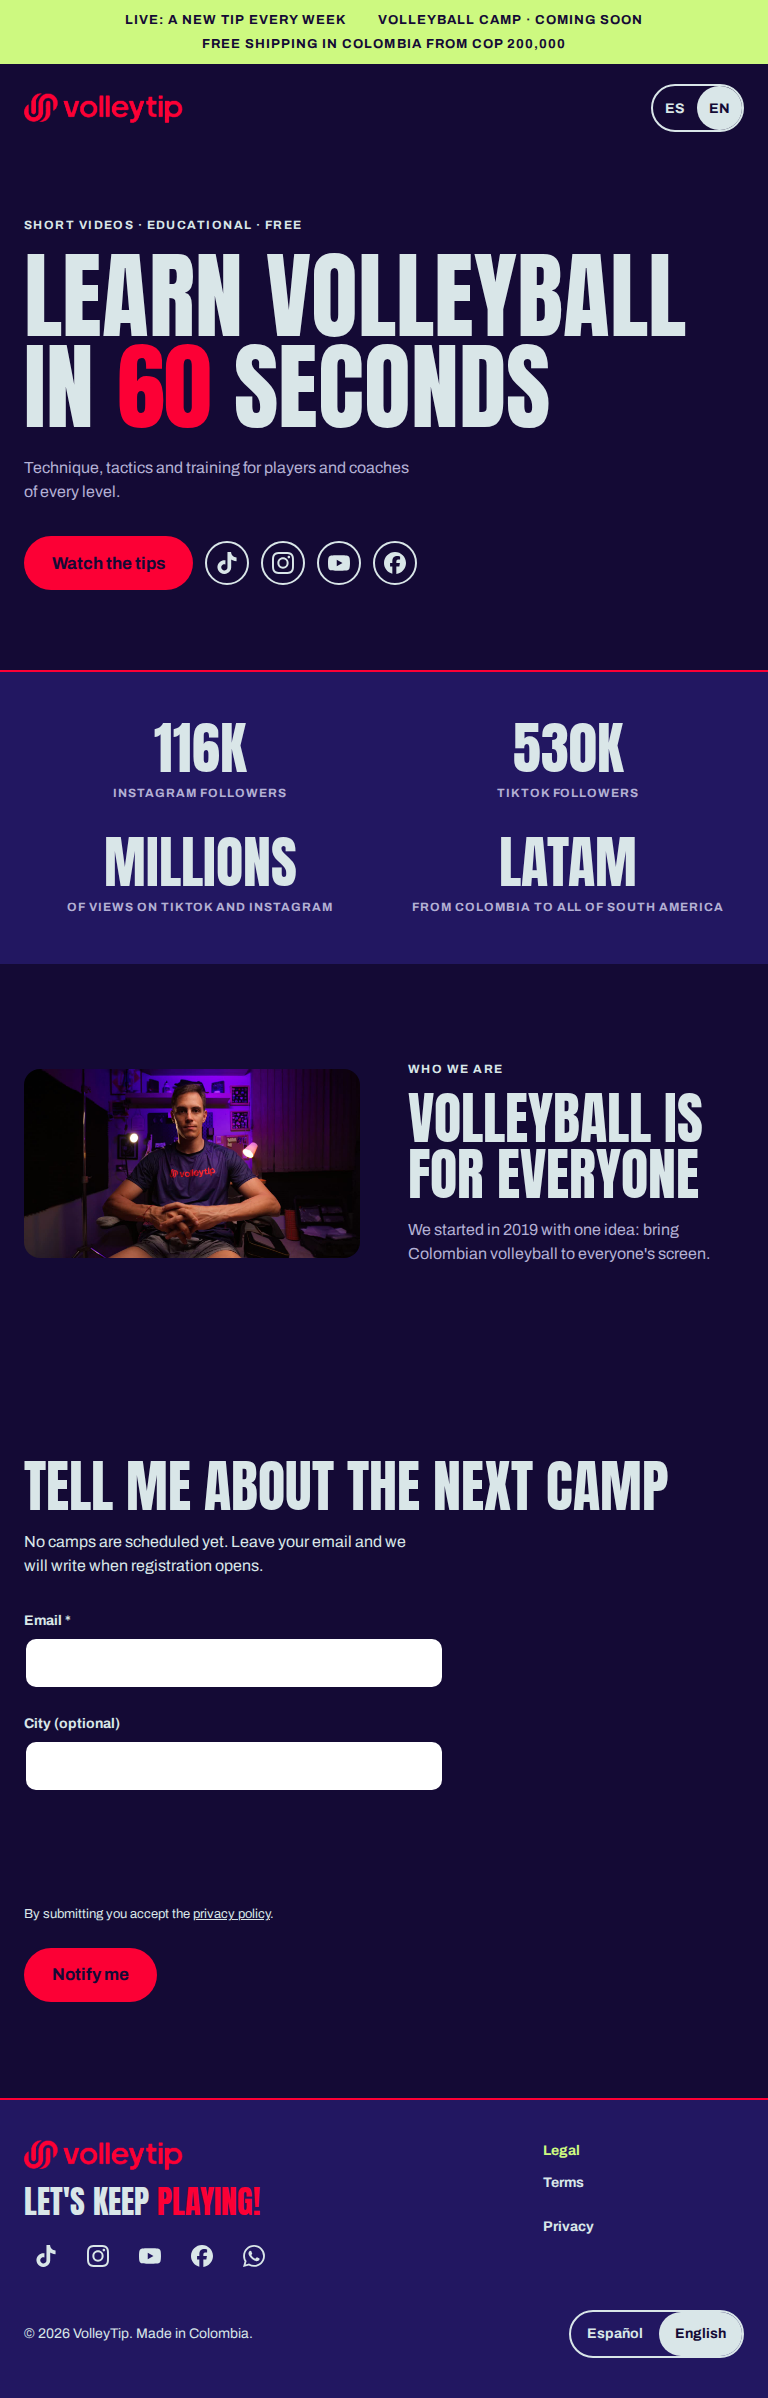 LIVE: A NEW TIP EVERY WEEK VOLLEYBALL CAMP · COMING SOON
FREE SHIPPING IN COLOMBIA FROM COP 200,000
volleytip
ES EN
SHORT VIDEOS · EDUCATIONAL · FREE
LEARN VOLLEYBALL
IN 60 SECONDS
Technique, tactics and training for players and coaches
of every level.
Watch the tips
116K
INSTAGRAM FOLLOWERS
530K
TIKTOK FOLLOWERS
MILLIONS
OF VIEWS ON TIKTOK AND INSTAGRAM
LATAM
FROM COLOMBIA TO ALL OF SOUTH AMERICA
volleytip
WHO WE ARE
VOLLEYBALL IS
FOR EVERYONE
We started in 2019 with one idea: bring
Colombian volleyball to everyone's screen.
TELL ME ABOUT THE NEXT CAMP
No camps are scheduled yet. Leave your email and we
will write when registration opens.
Email *
City (optional)
By submitting you accept the privacy policy.
Notify me
volleytip
LET'S KEEP PLAYING!
Legal
Terms
Privacy
© 2026 VolleyTip. Made in Colombia.
Español English